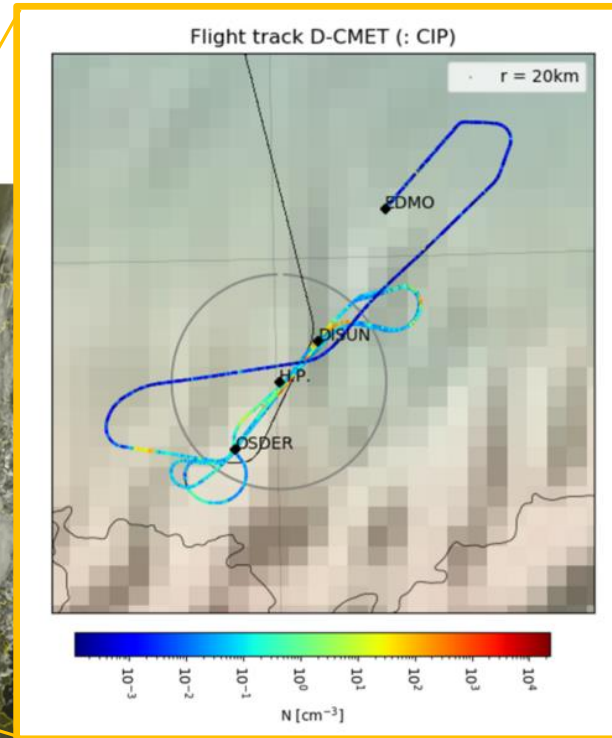 Flight track D-CMET (: CIP)
r = 20km
EDMO
DISUN
H.P.
OSDER
10⁻³ 10⁻² 10⁻¹ 10⁰ 10¹ 10² 10³ 10⁴
N [cm⁻³]